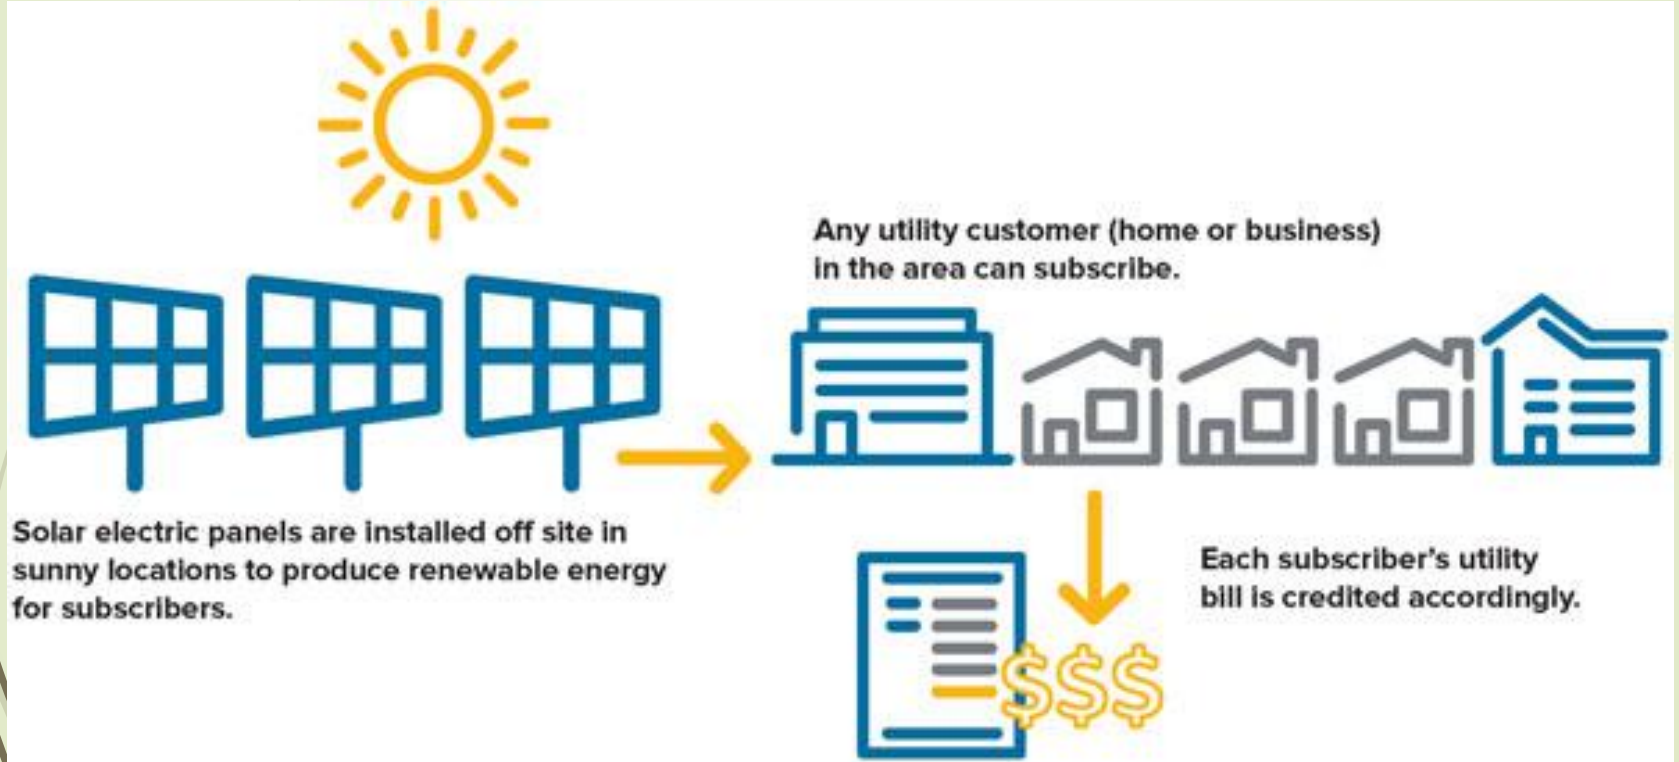 Any utility customer (home or business)
in the area can subscribe.
Solar electric panels are installed off site in
sunny locations to produce renewable energy
for subscribers.
Each subscriber's utility
bill is credited accordingly.
$$$